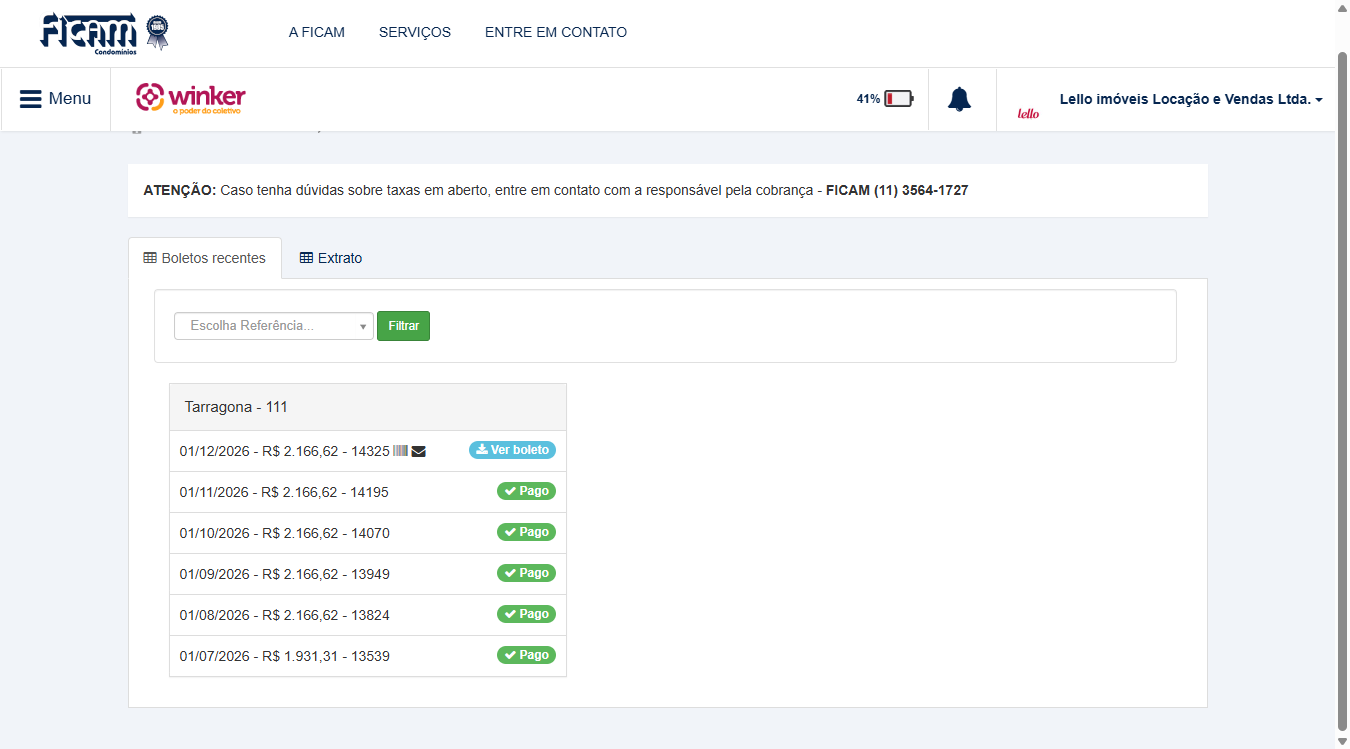 FICAM
Condomínios
1985
A FICAM
SERVIÇOS
ENTRE EM CONTATO
Menu
winker
o poder do coletivo
41%
lello
Lello imóveis Locação e Vendas Ltda.
ATENÇÃO: Caso tenha dúvidas sobre taxas em aberto, entre em contato com a responsável pela cobrança - FICAM (11) 3564-1727
Boletos recentes
Extrato
Escolha Referência...
Filtrar
Tarragona - 111
01/12/2026 - R$ 2.166,62 - 14325 Ver boleto
01/11/2026 - R$ 2.166,62 - 14195 Pago
01/10/2026 - R$ 2.166,62 - 14070 Pago
01/09/2026 - R$ 2.166,62 - 13949 Pago
01/08/2026 - R$ 2.166,62 - 13824 Pago
01/07/2026 - R$ 1.931,31 - 13539 Pago